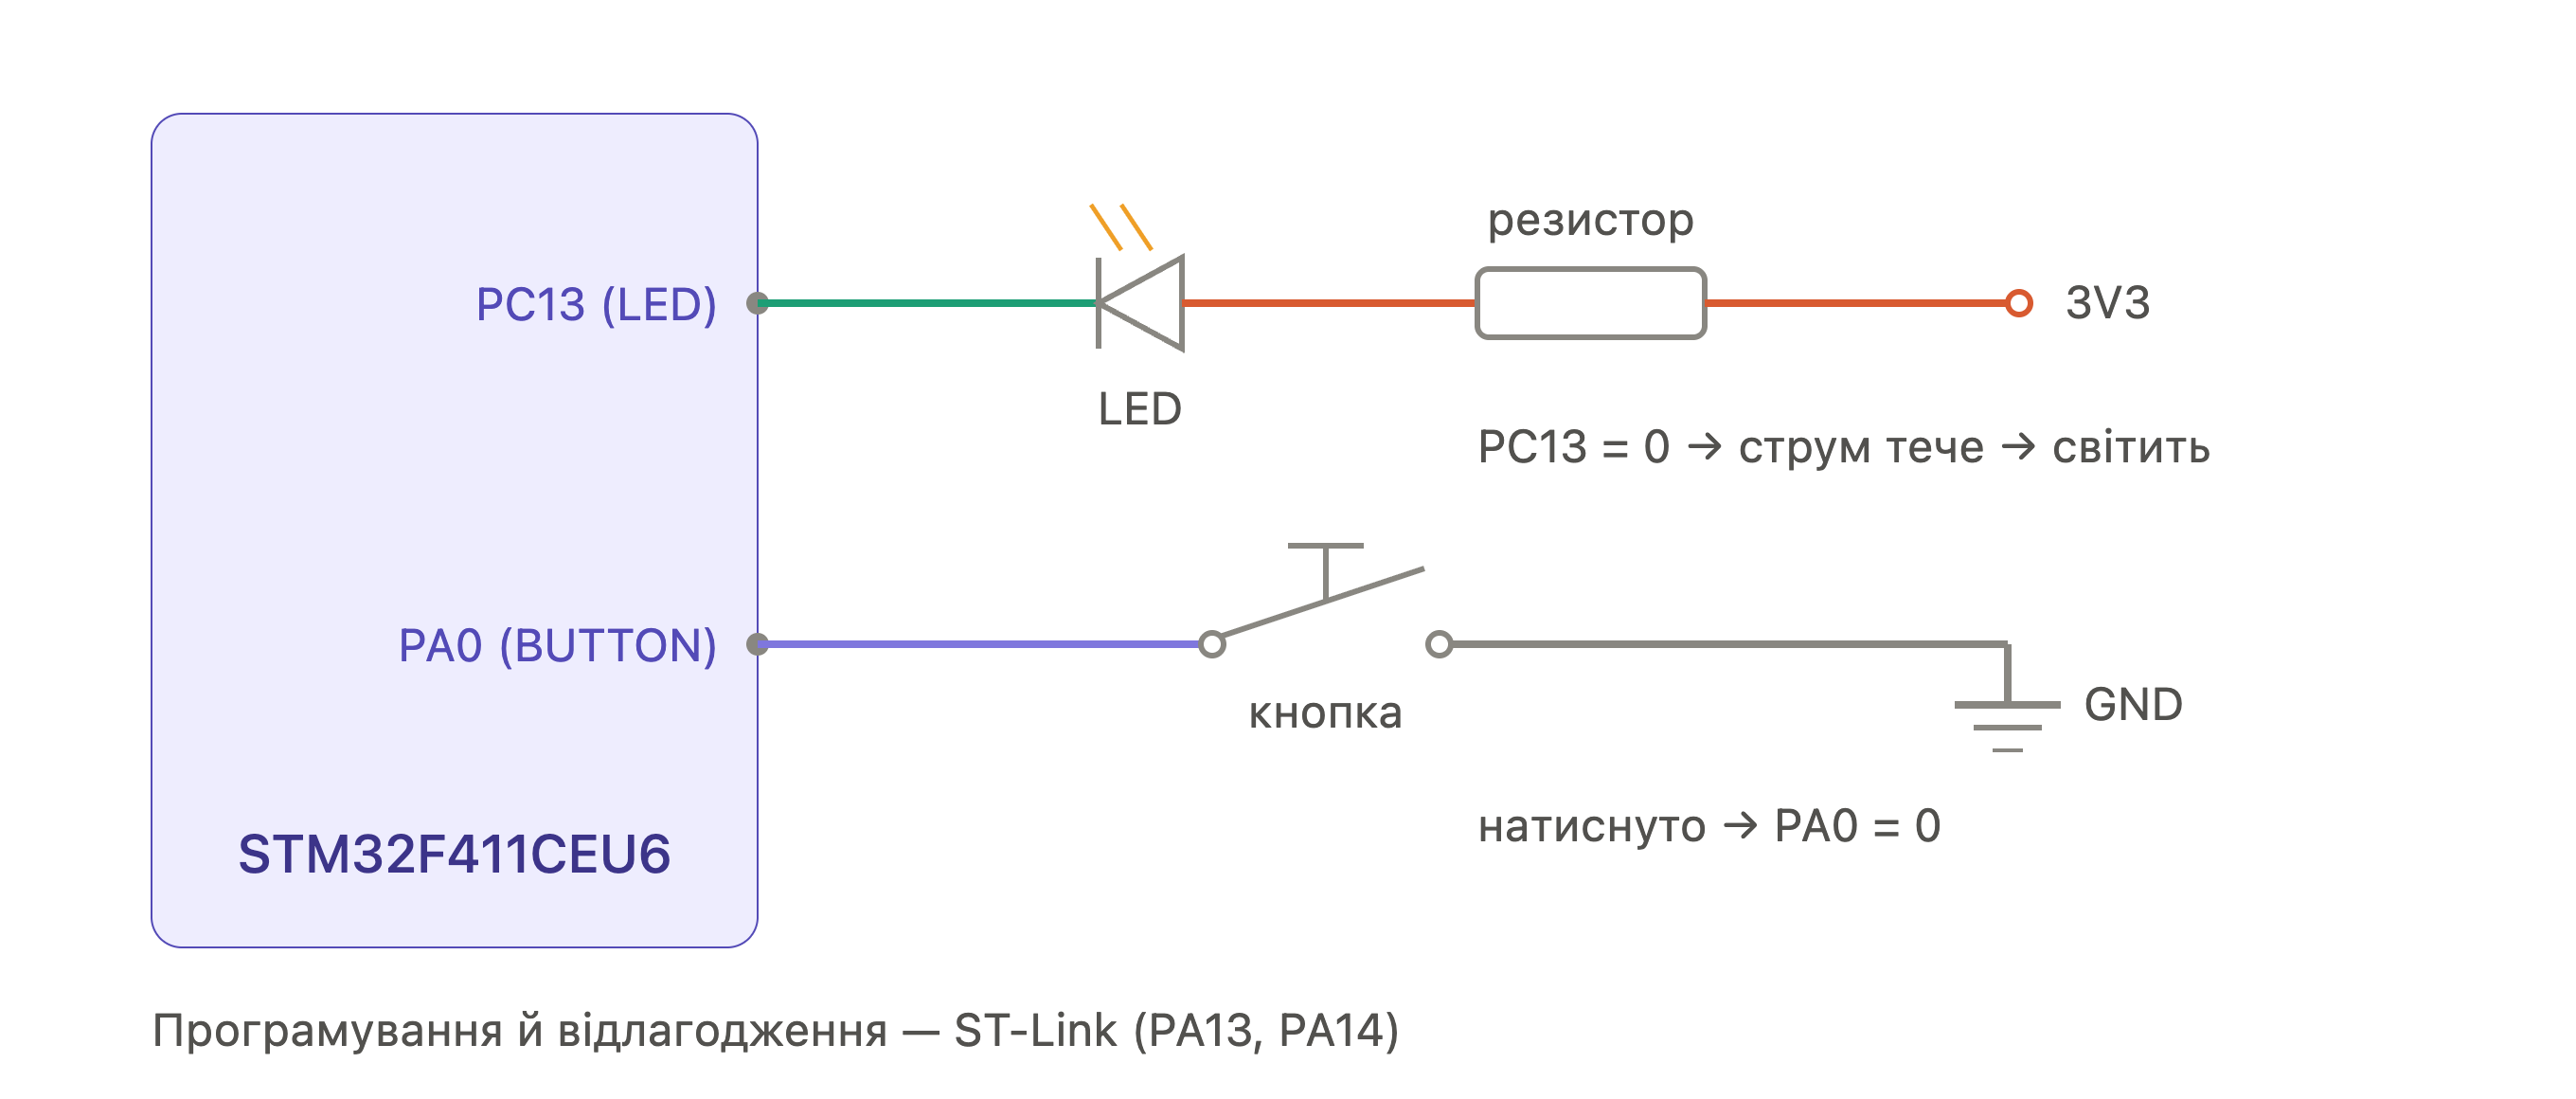 резистор
PC13 (LED)
3V3
LED
PC13 = 0 → струм тече → світить
PA0 (BUTTON)
кнопка
GND
натиснуто → PA0 = 0
STM32F411CEU6
Програмування й відлагодження — ST-Link (PA13, PA14)